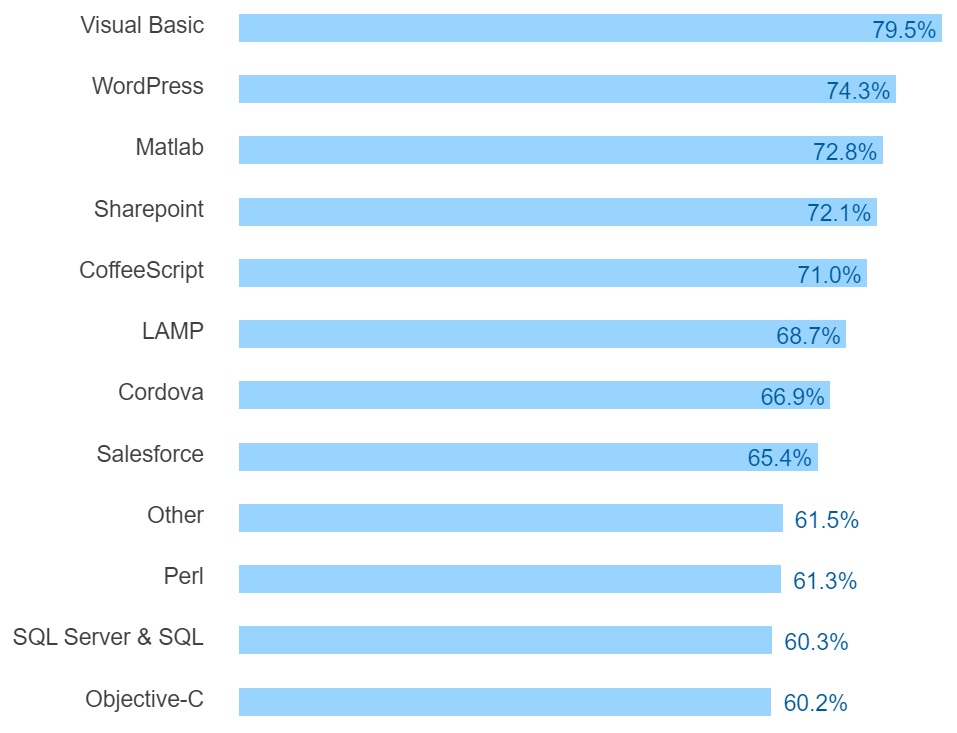 Visual Basic 79.5%
WordPress 74.3%
Matlab 72.8%
Sharepoint 72.1%
CoffeeScript 71.0%
LAMP 68.7%
Cordova 66.9%
Salesforce 65.4%
Other 61.5%
Perl 61.3%
SQL Server & SQL 60.3%
Objective-C 60.2%